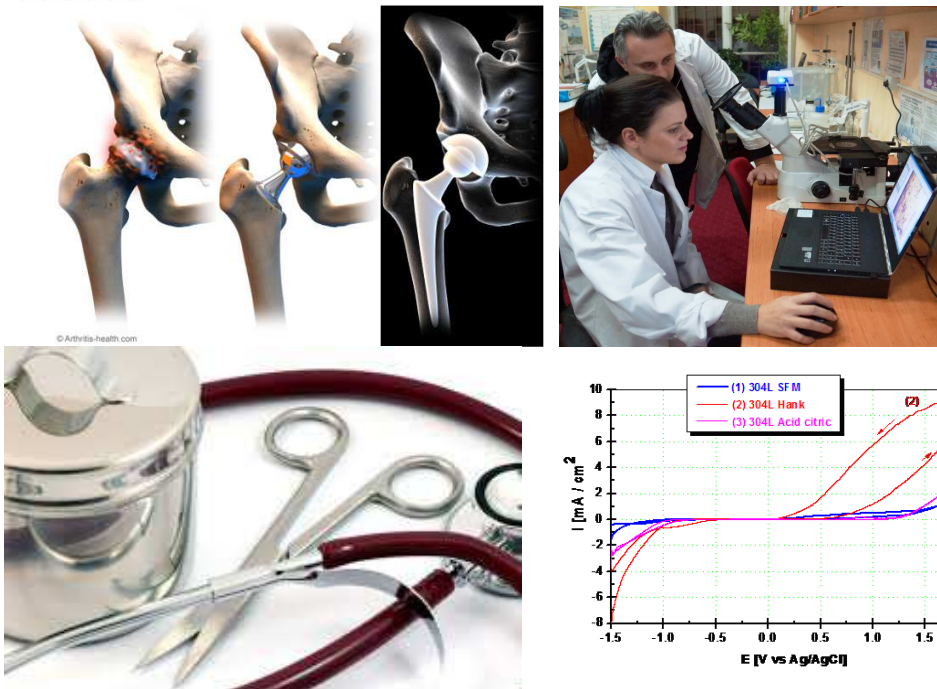 © Arthritis-health.com
(1) 304L SFM
(2) 304L Hank
(3) 304L Acid citric
(2)
I [mA / cm²
10
8
6
4
2
0
-2
-4
-6
-8
-1.5 -1.0 -0.5 0.0 0.5 1.0 1.5
E [V vs Ag/AgCl]